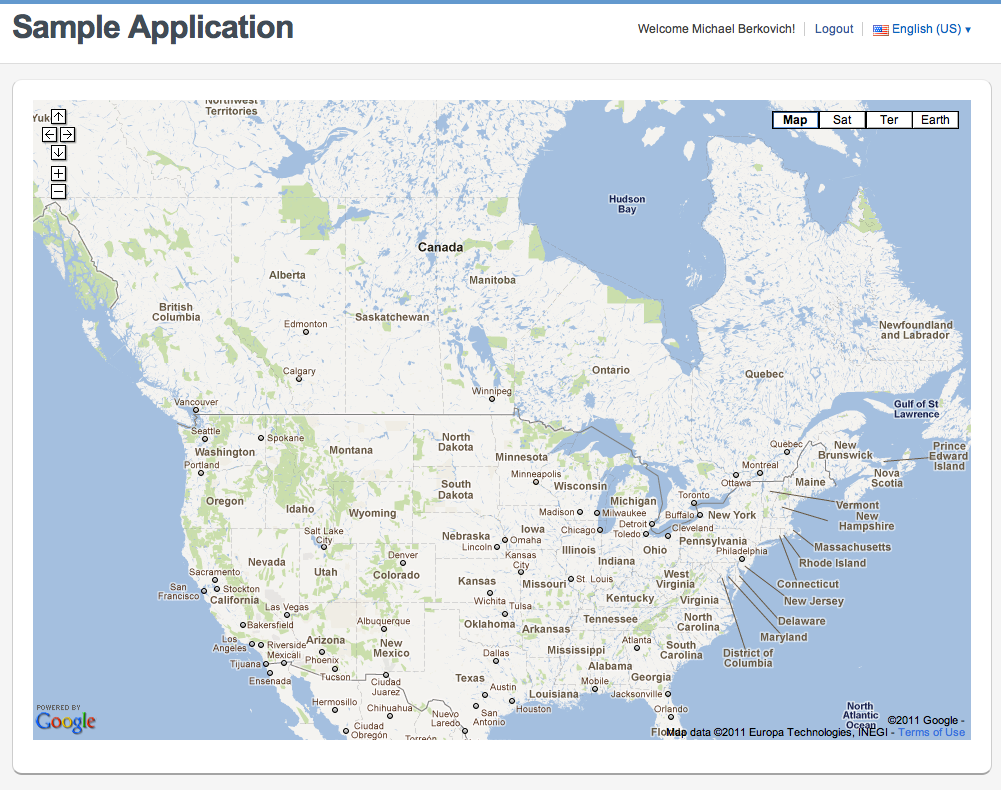 Sample Application
Welcome Michael Berkovich!
Logout
English (US) ▾
Northwest
Territories
Yuk
Map
Sat
Ter
Earth
Hudson
Bay
Canada
Alberta
Manitoba
British
Columbia
Saskatchewan
Edmonton
Newfoundland
and Labrador
Calgary
Ontario
Quebec
Winnipeg
Vancouver
Gulf of St
Lawrence
Seattle
Spokane
Washington
Portland
Montana
North
Dakota
Minnesota
Quebec
New
Brunswick
Prince
Edward
Island
Montreal
Ottawa
Maine
Nova
Scotia
Minneapolis
Wisconsin
South
Dakota
Oregon
Idaho
Wyoming
Michigan
Toronto
Vermont
New
Hampshire
Madison
Milwaukee
Buffalo
New York
Detroit
Cleveland
Salt Lake
City
Iowa
Chicago
Toledo
Nebraska
Omaha
Lincoln
Illinois
Ohio
Pennsylvania
Philadelphia
Massachusetts
Rhode Island
Denver
Kansas
City
Indiana
Nevada
Utah
Colorado
Sacramento
Stockton
San
Francisco
California
Kansas
Missouri
St. Louis
West
Virginia
Connecticut
New Jersey
Las Vegas
Wichita
Tulsa
Kentucky
Virginia
Bakersfield
Albuquerque
Oklahoma
Arkansas
Tennessee
North
Carolina
Delaware
Maryland
Los
Angeles
Riverside
Mexicali
Arizona
Phoenix
New
Mexico
Dallas
Mississippi
Atlanta
South
Carolina
District of
Columbia
Tijuana
Tucson
Ensenada
Ciudad
Juarez
Texas
Alabama
Georgia
Austin
Louisiana
Mobile
Jacksonville
Hermosillo
Chihuahua
Nuevo
Laredo
San
Antonio
Houston
Orlando
Ciudad
Obregón
Torreón
Florida
North
Atlantic
Ocean
POWERED BY
Google
©2011 Google -
Map data ©2011 Europa Technologies, INEGI - Terms of Use